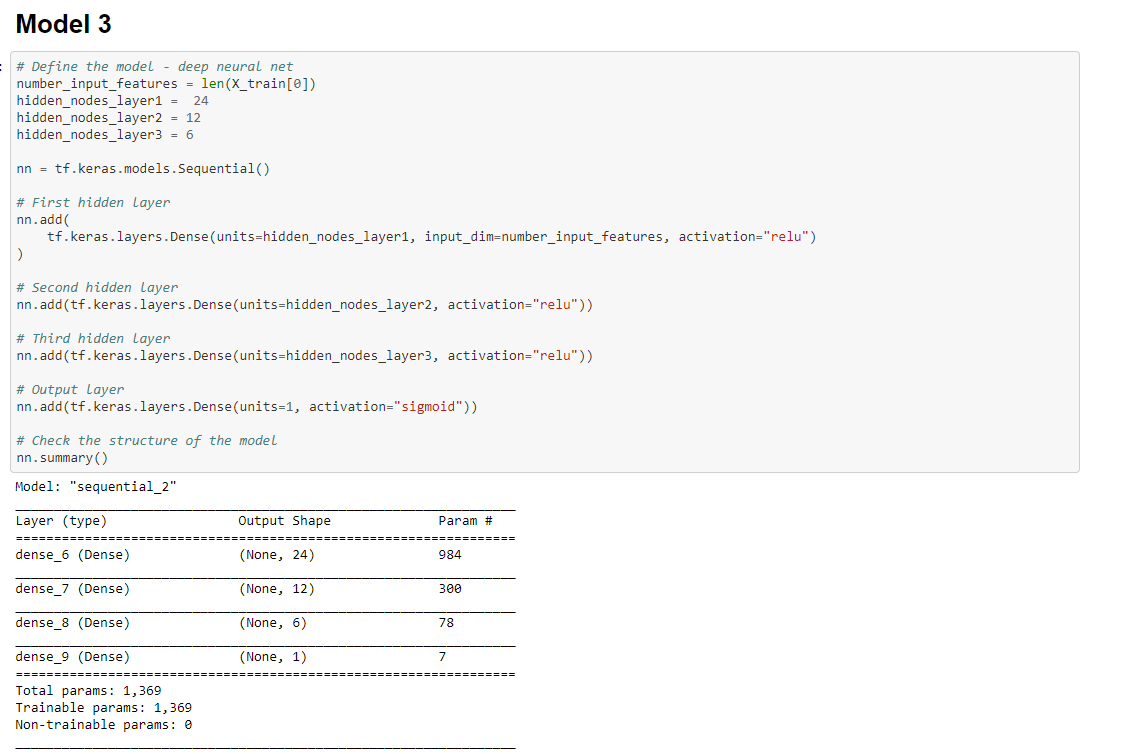 Model 3
:
# Define the model - deep neural net
number_input_features = len(X_train[0])
hidden_nodes_layer1 =  24
hidden_nodes_layer2 = 12
hidden_nodes_layer3 = 6
nn = tf.keras.models.Sequential()
# First hidden layer
nn.add(
    tf.keras.layers.Dense(units=hidden_nodes_layer1, input_dim=number_input_features, activation="relu")
)
# Second hidden layer
nn.add(tf.keras.layers.Dense(units=hidden_nodes_layer2, activation="relu"))
# Third hidden layer
nn.add(tf.keras.layers.Dense(units=hidden_nodes_layer3, activation="relu"))
# Output layer
nn.add(tf.keras.layers.Dense(units=1, activation="sigmoid"))
# Check the structure of the model
nn.summary()
Model: "sequential_2"
_________________________________________________________________
Layer (type)                 Output Shape              Param #
=================================================================
dense_6 (Dense)              (None, 24)                984
_________________________________________________________________
dense_7 (Dense)              (None, 12)                300
_________________________________________________________________
dense_8 (Dense)              (None, 6)                 78
_________________________________________________________________
dense_9 (Dense)              (None, 1)                 7
=================================================================
Total params: 1,369
Trainable params: 1,369
Non-trainable params: 0
_________________________________________________________________